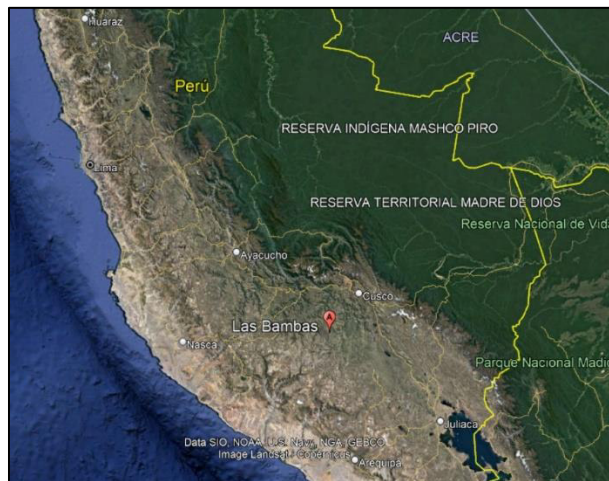 Huaraz
ACRE
Perú
RESERVA INDÍGENA MASHCO PIRO
Lima
RESERVA TERRITORIAL MADRE DE DIOS
Reserva Nacional de Vida
Ayacucho
Cusco
A
Las Bambas
Nasca
Parque Nacional Madid
Juliaca
Data SIO, NOAA, U.S. Navy, NGA, GEBCO
Image Landsat / Copernicus
Arequipa